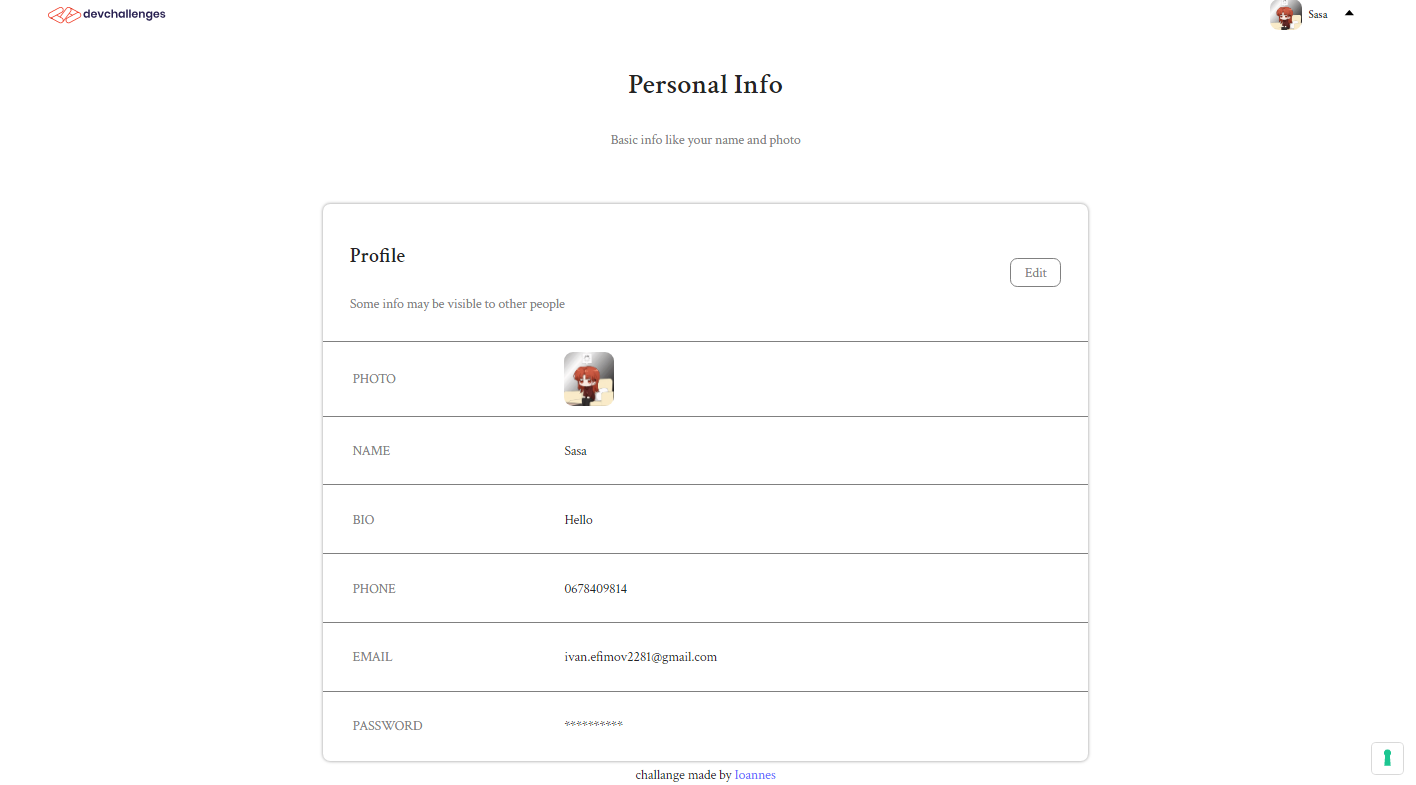 devchallenges
Sasa
Personal Info
Basic info like your name and photo
Profile
Edit
Some info may be visible to other people
PHOTO
NAME Sasa
BIO Hello
PHONE 0678409814
EMAIL ivan.efimov2281@gmail.com
PASSWORD **********
challange made by Ioannes